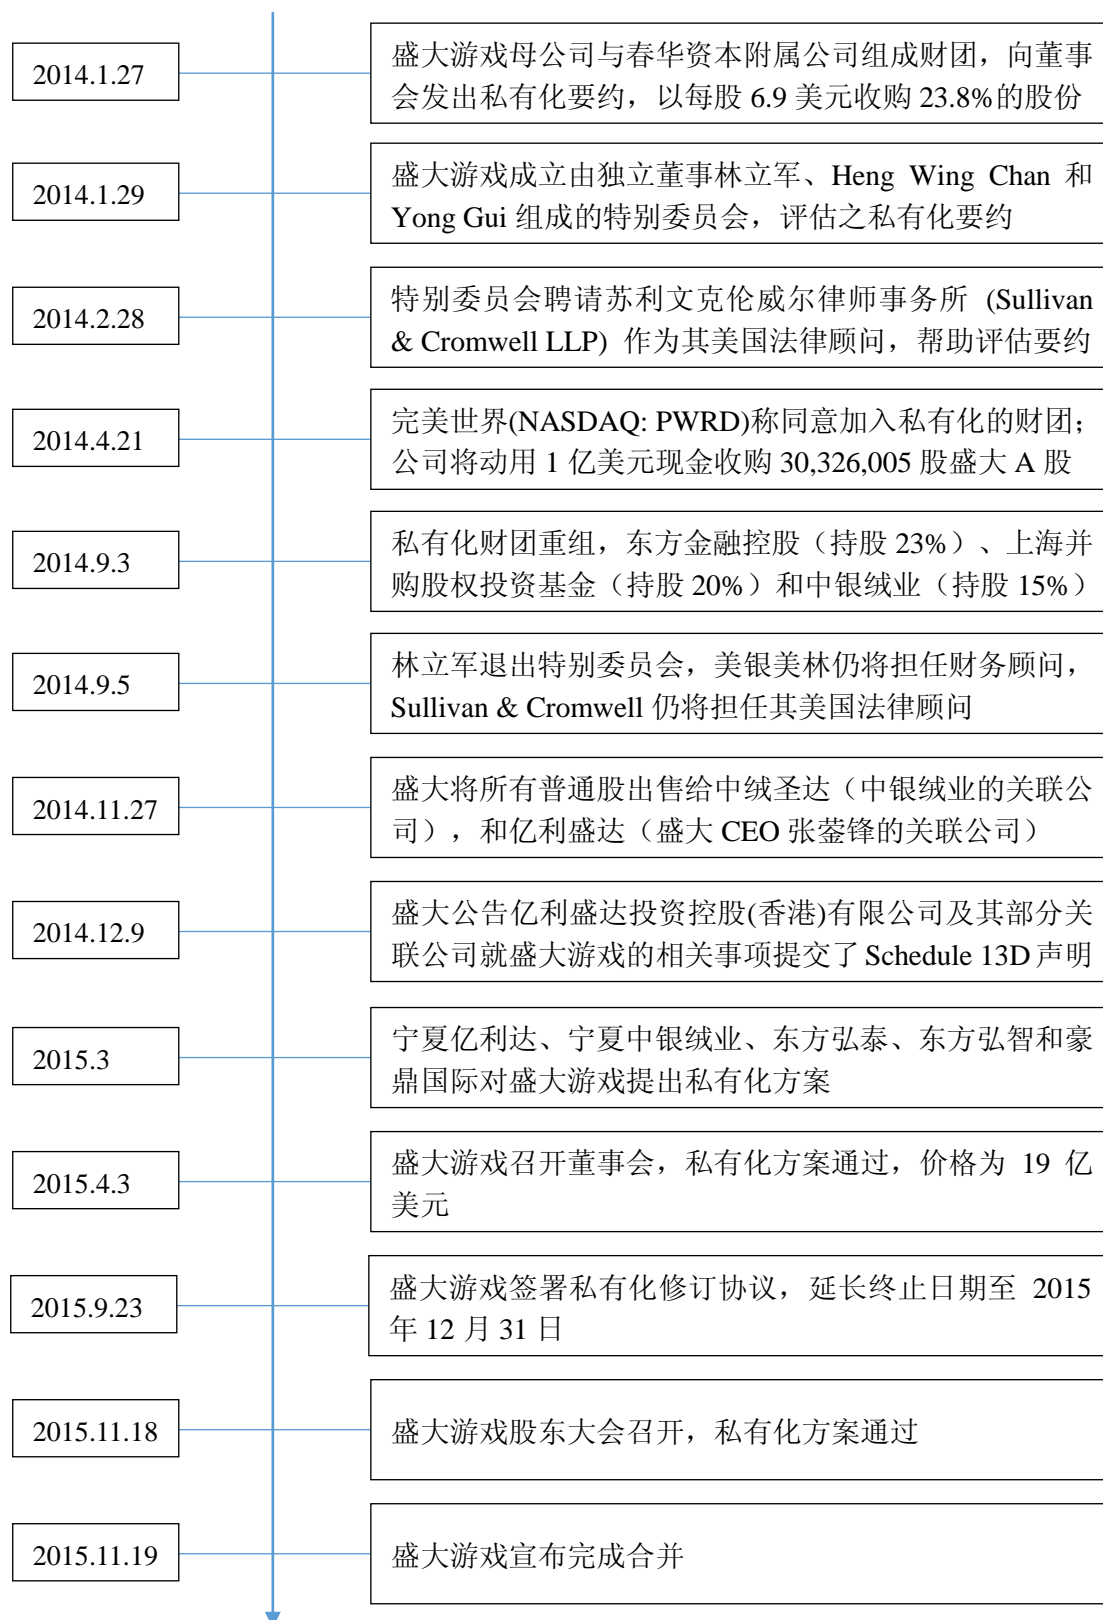 2014.1.27
盛大游戏母公司与春华资本附属公司组成财团，向董事
会发出私有化要约，以每股 6.9 美元收购 23.8%的股份
2014.1.29
盛大游戏成立由独立董事林立军、Heng Wing Chan 和
Yong Gui 组成的特别委员会，评估之私有化要约
2014.2.28
特别委员会聘请苏利文克伦威尔律师事务所 (Sullivan
& Cromwell LLP) 作为其美国法律顾问，帮助评估要约
2014.4.21
完美世界(NASDAQ: PWRD)称同意加入私有化的财团；
公司将动用 1 亿美元现金收购 30,326,005 股盛大 A 股
2014.9.3
私有化财团重组，东方金融控股（持股 23%）、上海并
购股权投资基金（持股 20%）和中银绒业（持股 15%）
2014.9.5
林立军退出特别委员会，美银美林仍将担任财务顾问，
Sullivan & Cromwell 仍将担任其美国法律顾问
2014.11.27
盛大将所有普通股出售给中绒圣达（中银绒业的关联公
司），和亿利盛达（盛大 CEO 张蓥锋的关联公司）
2014.12.9
盛大公告亿利盛达投资控股(香港)有限公司及其部分关
联公司就盛大游戏的相关事项提交了 Schedule 13D 声明
2015.3
宁夏亿利达、宁夏中银绒业、东方弘泰、东方弘智和豪
鼎国际对盛大游戏提出私有化方案
2015.4.3
盛大游戏召开董事会，私有化方案通过，价格为 19 亿
美元
2015.9.23
盛大游戏签署私有化修订协议，延长终止日期至 2015
年 12 月 31 日
2015.11.18
盛大游戏股东大会召开，私有化方案通过
2015.11.19
盛大游戏宣布完成合并